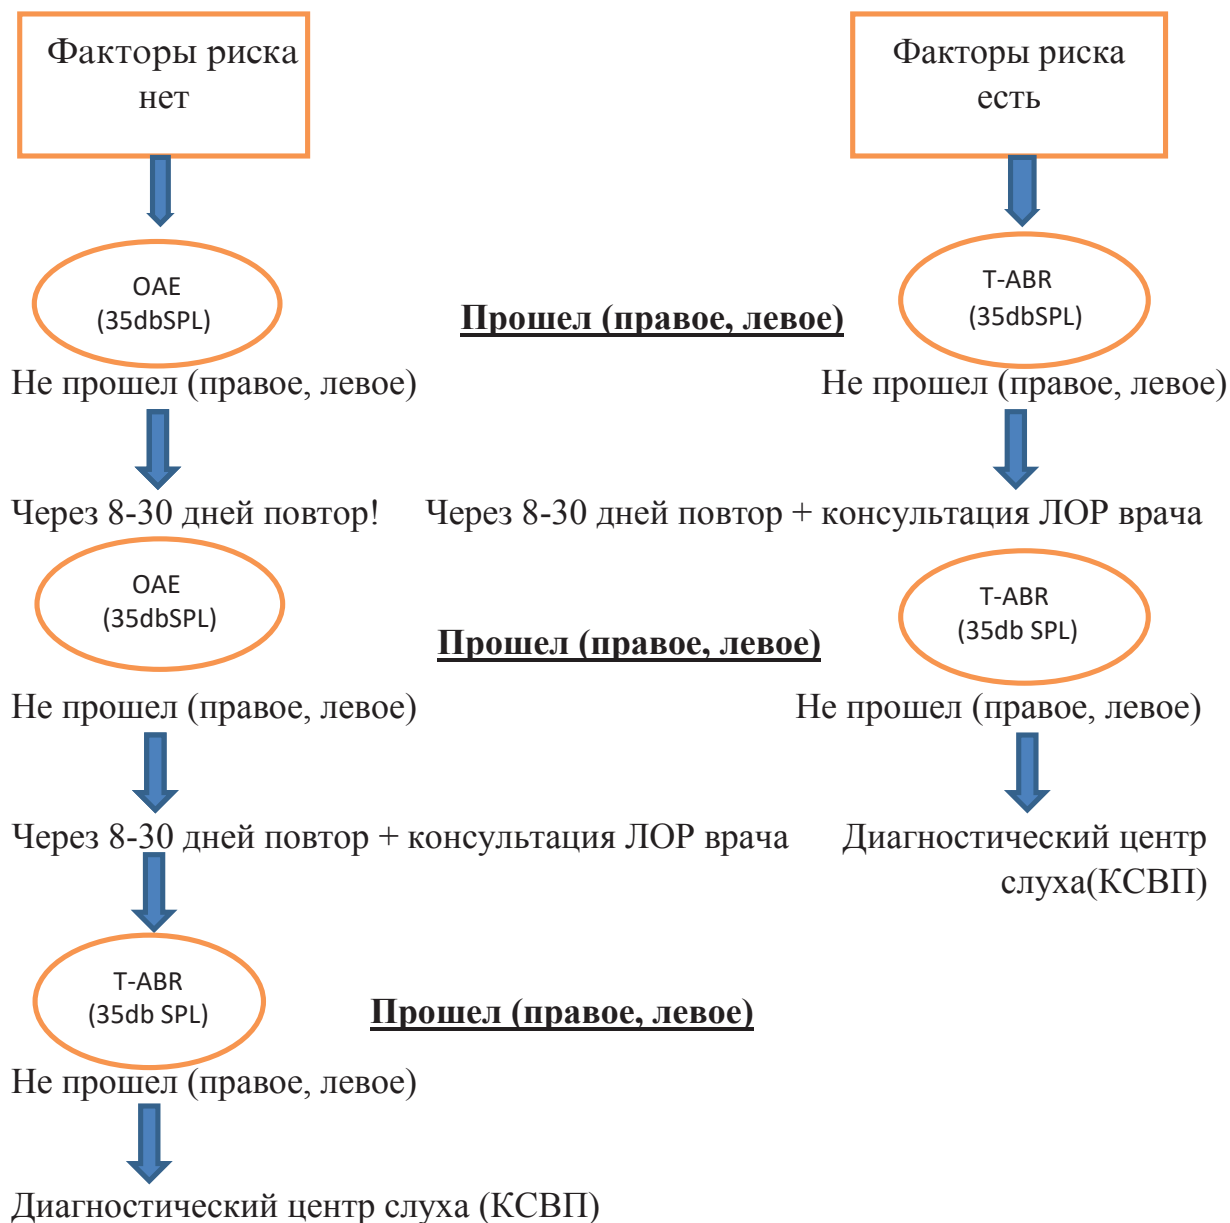 Факторы риска
нет
Факторы риска
есть
OAE
(35dbSPL)
Прошел (правое, левое)
T-ABR
(35dbSPL)
Не прошел (правое, левое)
Не прошел (правое, левое)
Через 8-30 дней повтор!
Через 8-30 дней повтор + консультация ЛОР врача
OAE
(35dbSPL)
Прошел (правое, левое)
T-ABR
(35db SPL)
Не прошел (правое, левое)
Не прошел (правое, левое)
Через 8-30 дней повтор + консультация ЛОР врача
Диагностический центр
слуха(КСВП)
T-ABR
(35db SPL)
Прошел (правое, левое)
Не прошел (правое, левое)
Диагностический центр слуха (КСВП)